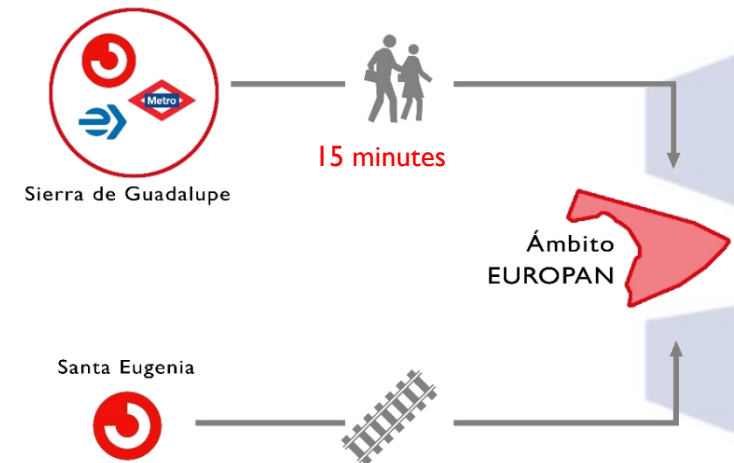 Metro
Sierra de Guadalupe
15 minutes
Ámbito
EUROPAN
Santa Eugenia